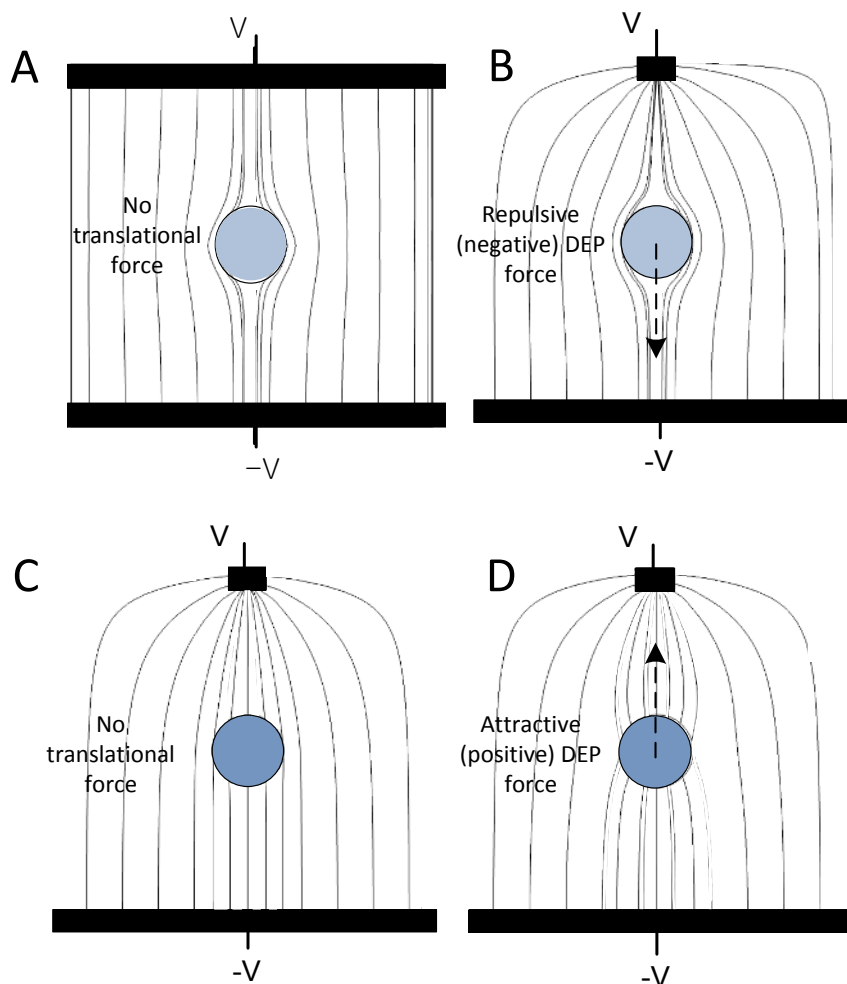 V
A
No
translational
force
−V
V
B
Repulsive
(negative) DEP
force
-V
V
C
No
translational
force
-V
V
D
Attractive
(positive) DEP
force
-V